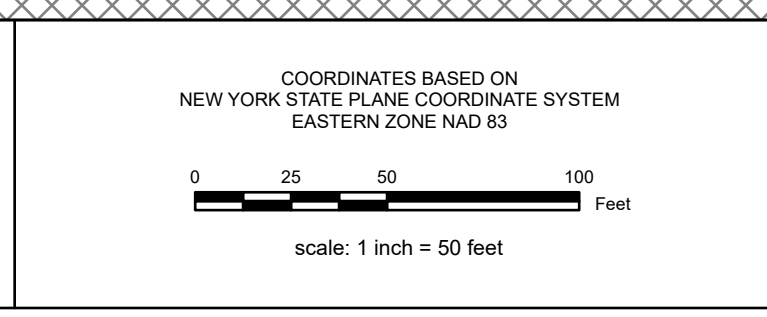 COORDINATES BASED ON
NEW YORK STATE PLANE COORDINATE SYSTEM
EASTERN ZONE NAD 83
0 25 50 100
Feet
scale: 1 inch = 50 feet